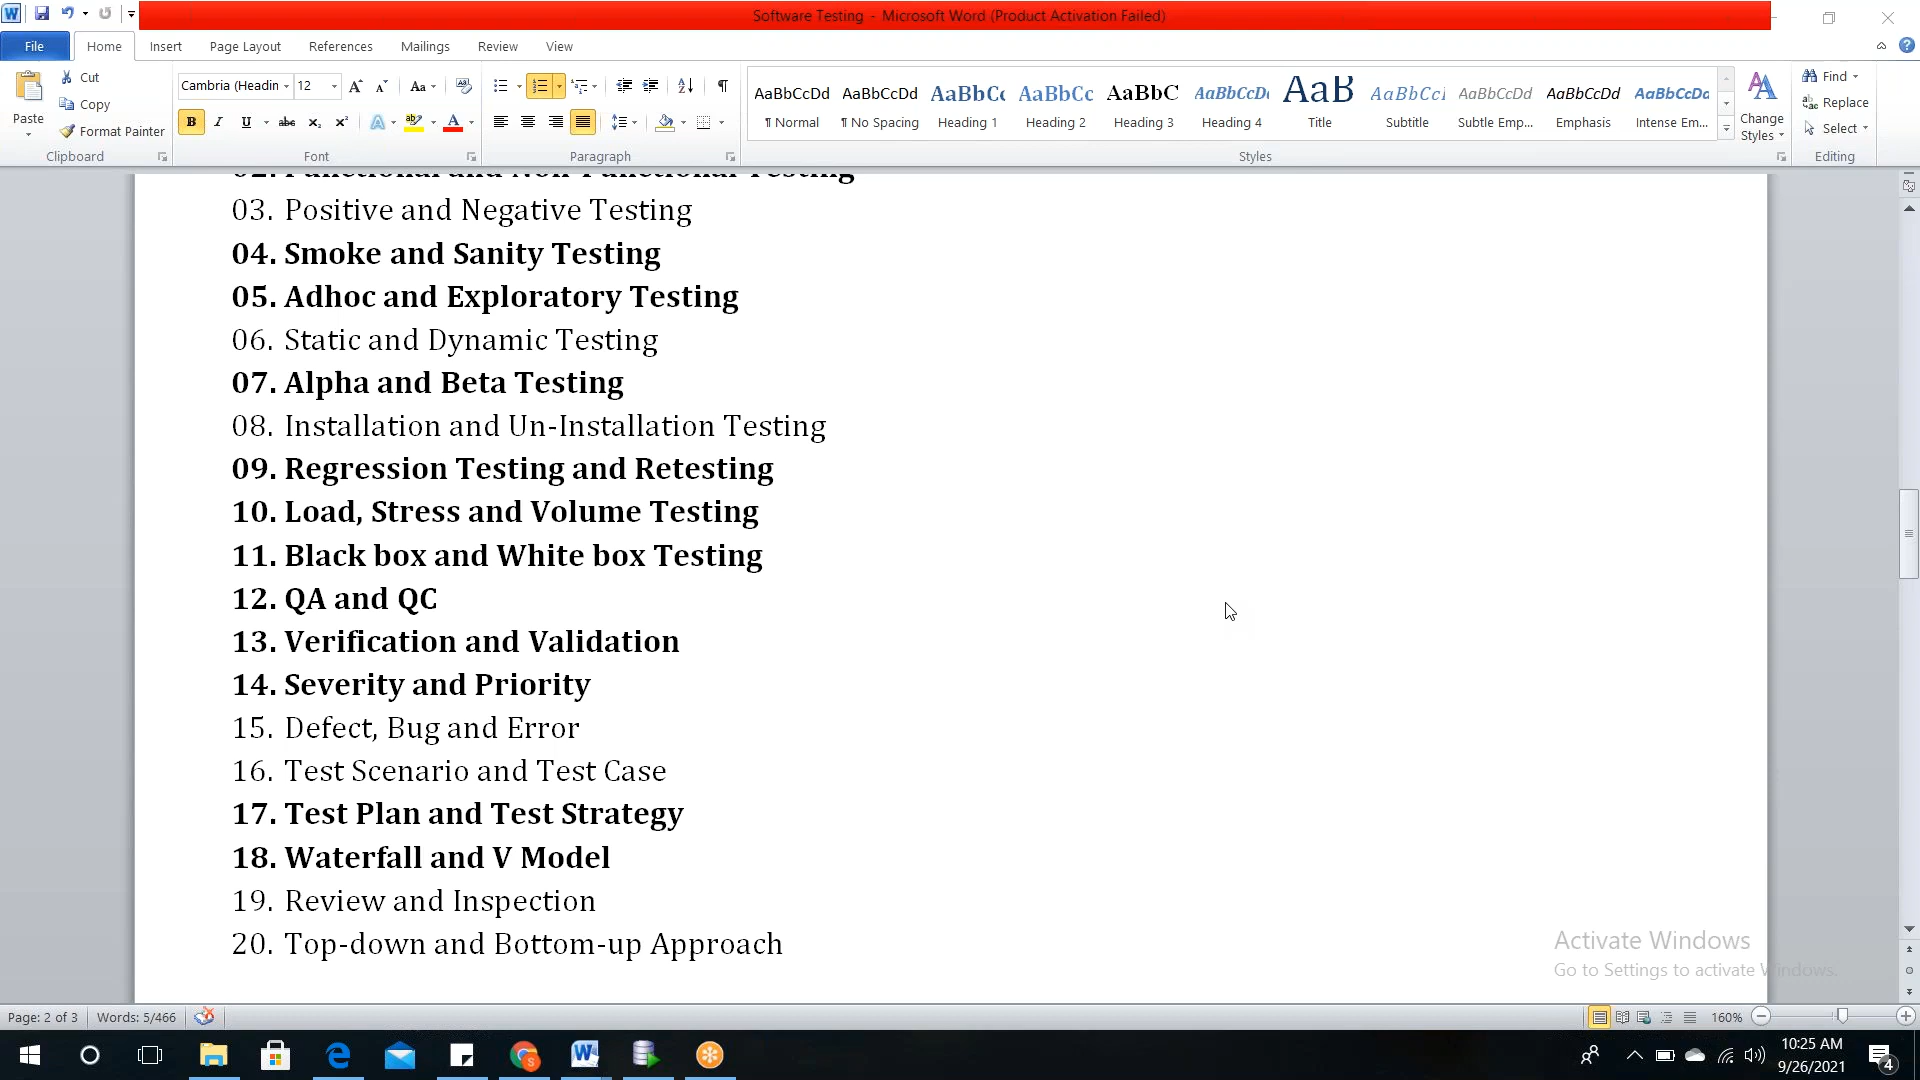 Software Testing - Microsoft Word (Product Activation Failed)
File Home Insert Page Layout References Mailings Review View
Paste
Cut
Copy
Format Painter
Clipboard
Cambria (Headin 12
Font
Paragraph
AaBbCcDd AaBbCcDd AaBbCc AaBbCc AaBbC AaBbCcDd AaB AaBbCcI AaBbCcDd AaBbCcDd AaBbCcDd
¶ Normal ¶ No Spacing Heading 1 Heading 2 Heading 3 Heading 4 Title Subtitle Subtle Emp... Emphasis Intense Em...
Styles
Change Styles
Find
Replace
Select
Editing
02. Functional and Non-Functional Testing
03. Positive and Negative Testing
04. Smoke and Sanity Testing
05. Adhoc and Exploratory Testing
06. Static and Dynamic Testing
07. Alpha and Beta Testing
08. Installation and Un-Installation Testing
09. Regression Testing and Retesting
10. Load, Stress and Volume Testing
11. Black box and White box Testing
12. QA and QC
13. Verification and Validation
14. Severity and Priority
15. Defect, Bug and Error
16. Test Scenario and Test Case
17. Test Plan and Test Strategy
18. Waterfall and V Model
19. Review and Inspection
20. Top-down and Bottom-up Approach
Activate Windows
Go to Settings to activate Windows.
Page: 2 of 3 Words: 5/466 160%
10:25 AM
9/26/2021
4